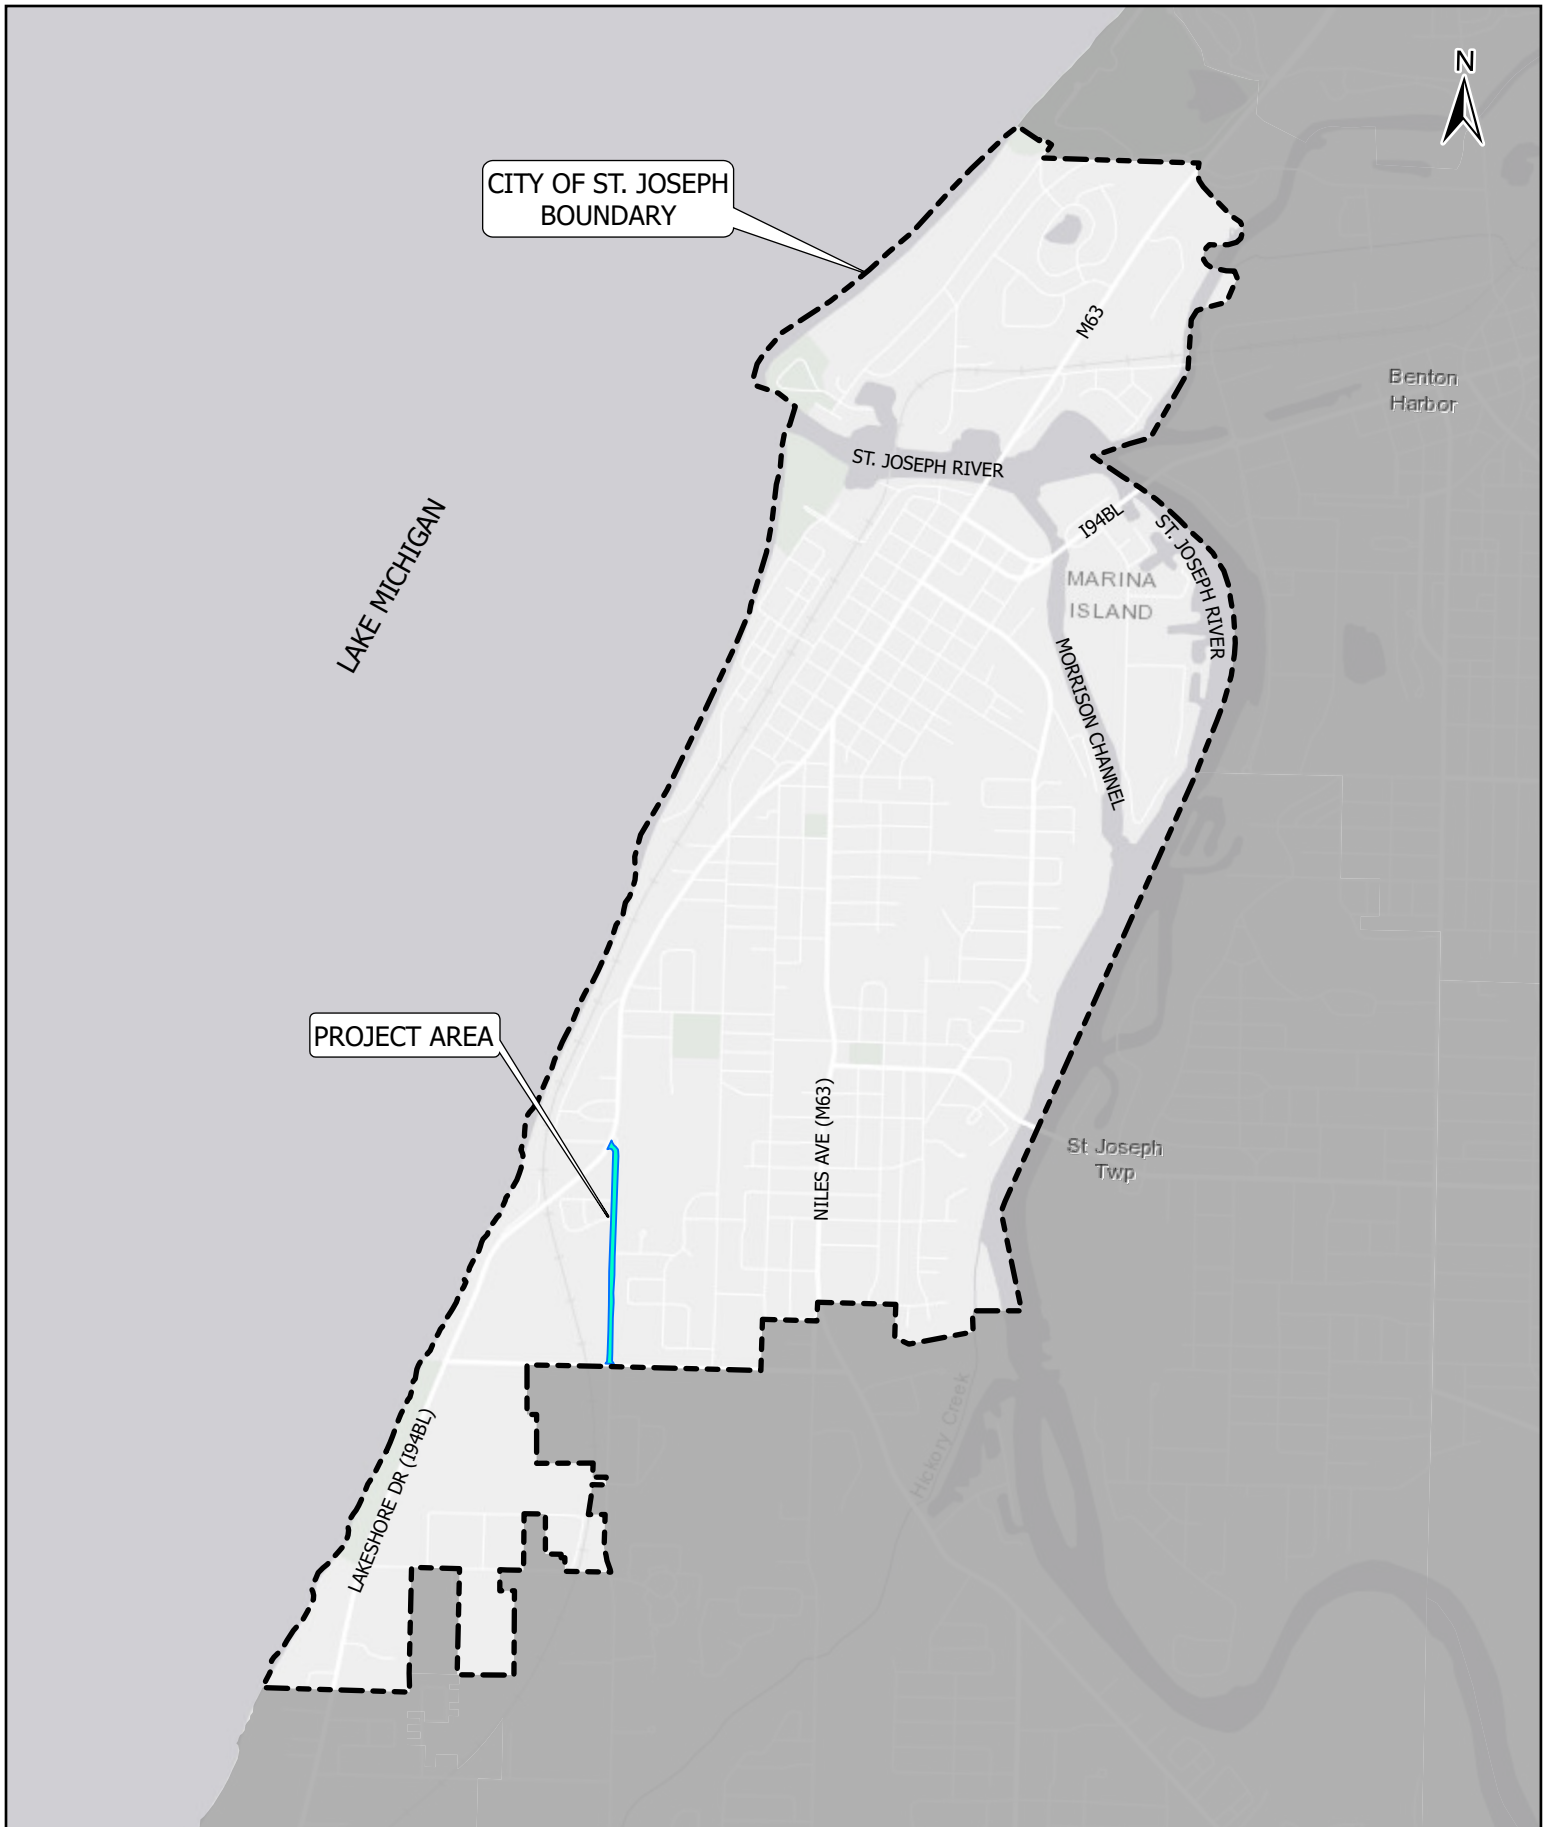 N
CITY OF ST. JOSEPH
BOUNDARY
M63
Benton
Harbor
ST. JOSEPH RIVER
I94BL
ST. JOSEPH RIVER
LAKE MICHIGAN
MARINA
ISLAND
MORRISON CHANNEL
PROJECT AREA
NILES AVE (M63)
St Joseph
Twp
Hickory Creek
LAKESHORE DR (I94BL)